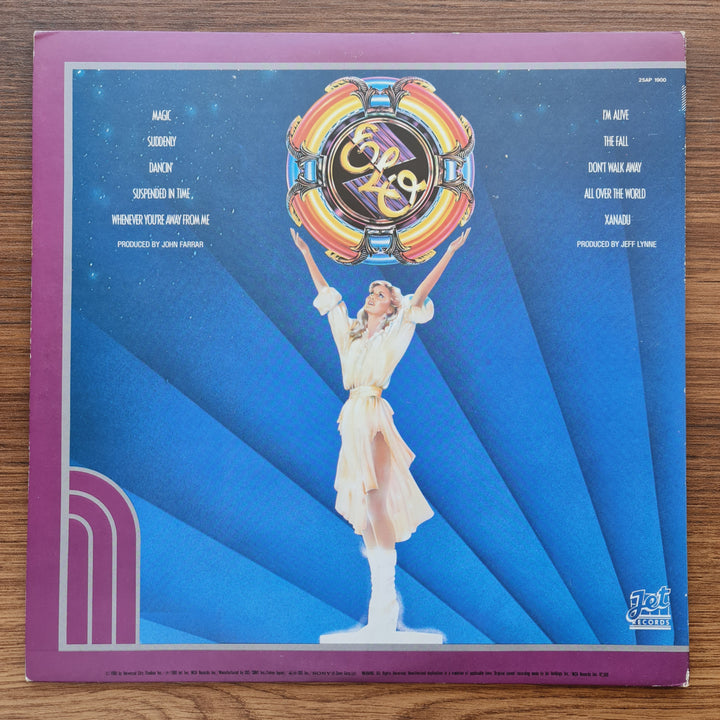 25AP 1900
MAGIC
SUDDENLY
DANCIN'
SUSPENDED IN TIME
WHENEVER YOU'RE AWAY FROM ME
PRODUCED BY JOHN FARRAR
I'M ALIVE
THE FALL
DON'T WALK AWAY
ALL OVER THE WORLD
XANADU
PRODUCED BY JEFF LYNNE
ELO
Jet
RECORDS